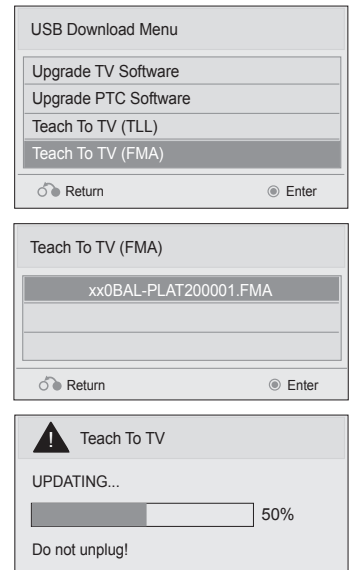 USB Download Menu
Upgrade TV Software
Upgrade PTC Software
Teach To TV (TLL)
Teach To TV (FMA)
Return Enter
Teach To TV (FMA)
xx0BAL-PLAT200001.FMA
Return Enter
! Teach To TV
UPDATING...
50%
Do not unplug!